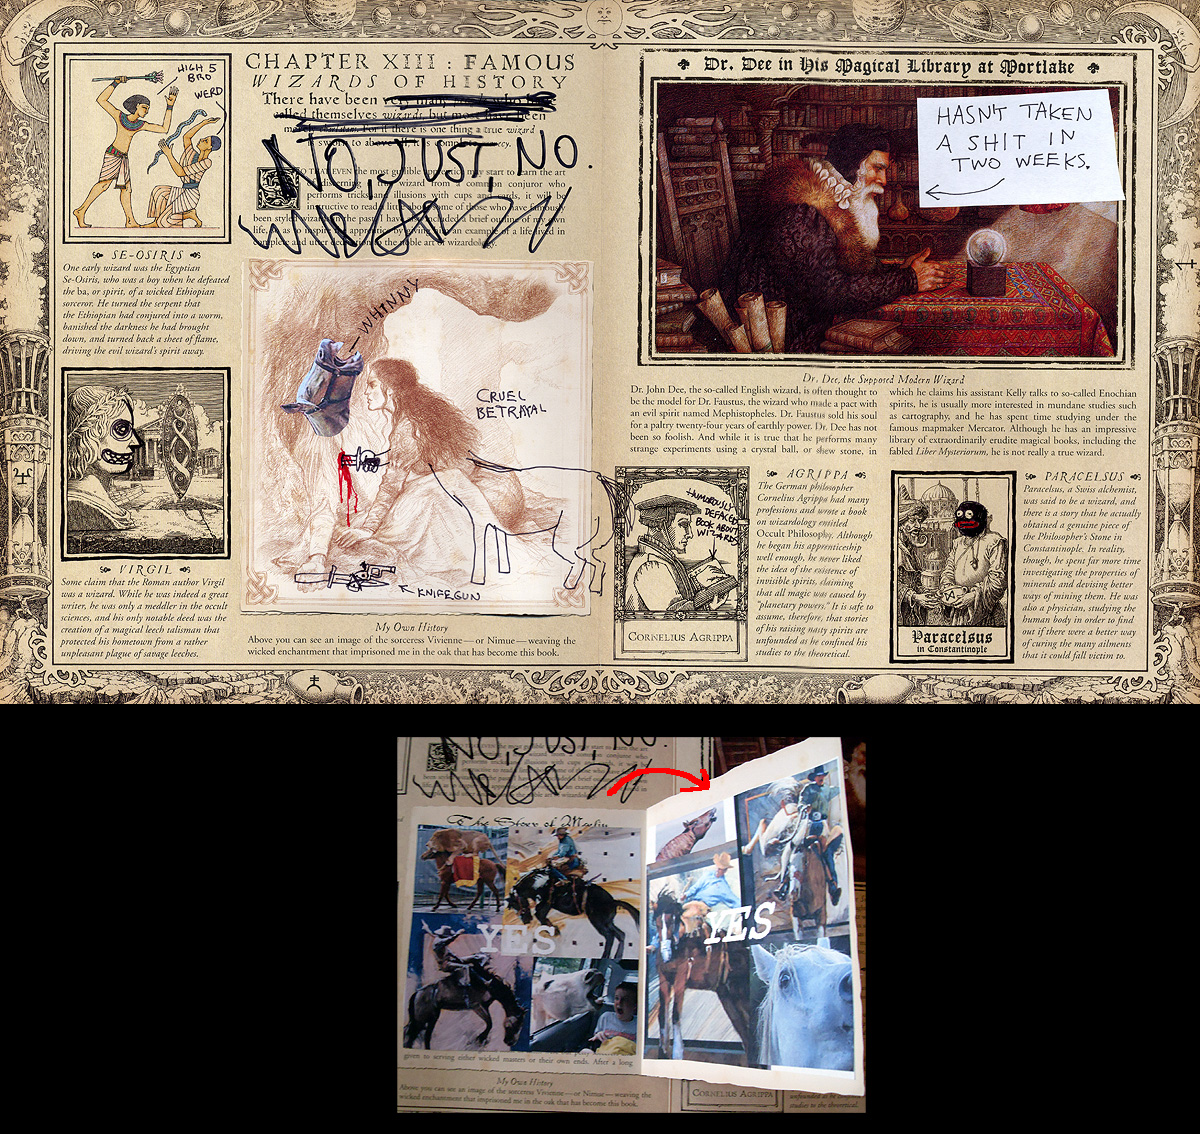 HIGH 5
BRO
WERD
SE-OSIRIS
One early wizard was the Egyptian
Se-Osiris, who was a boy when he defeated
the ba, or spirit, of a wicked Ethiopian
sorceror. He turned the serpent that
the Ethiopian had conjured into a worm,
banished the darkness he had brought
down, and turned back a sheet of flame,
driving the evil wizard's spirit away.
VIRGIL
Some claim that the Roman author Virgil
was a wizard. While he was indeed a great
writer, he was only a meddler in the occult
sciences, and his only notable deed was the
creation of a magical leech talisman that
protected his hometown from a rather
unpleasant plague of savage leeches.
CHAPTER XIII : FAMOUS
WIZARDS OF HISTORY
There have been very many who
called themselves wizards, but most have been
For if there is one thing a true wizard
is sworn to above all, it is
NO, JUST, NO.
SO THAT EVEN the most gullible apprentice may start to learn the art
of discerning a true wizard from a common conjuror who
performs tricks and illusions with cups and cards, it will be
instructive to read a little about some of those who have famously
been styled wizards in the past. I have also included a brief outline of my own
life, so as to inspire the apprentice by giving him an example of a life lived in
complete and utter dedication to the noble art of wizardology.
WHINNY
CRUEL
BETRAYAL
KNIFEGUN
My Own History
Above you can see an image of the sorceress Vivienne—or Nimue—weaving the
wicked enchantment that imprisoned me in the oak that has become this book.
Dr. Dee in His Magical Library at Mortlake
HASN'T TAKEN
A SHIT IN
TWO WEEKS.
Dr. Dee, the Supposed Modern Wizard
Dr. John Dee, the so-called English wizard, is often thought to
be the model for Dr. Faustus, the wizard who made a pact with
an evil spirit named Mephistopheles. Dr. Faustus sold his soul
for a paltry twenty-four years of earthly power. Dr. Dee has not
been so foolish. And while it is true that he performs many
strange experiments using a crystal ball, or shew stone, in
which he claims his assistant Kelly talks to so-called Enochian
spirits, he is usually more interested in mundane studies such
as cartography, and he has spent time studying under the
famous mapmaker Mercator. Although he has an impressive
library of extraordinarily erudite magical books, including the
fabled Liber Mysteriorum, he is not really a true wizard.
HUMOROUSLY
DEFACED
BOOK ABOUT
WIZARDS
CORNELIUS AGRIPPA
AGRIPPA
The German philosopher
Cornelius Agrippa had many
professions and wrote a book
on wizardology entitled
Occult Philosophy. Although
he began his apprenticeship
well enough, he never liked
the idea of the existence of
invisible spirits, claiming
that all magic was caused by
"planetary powers." It is safe to
assume, therefore, that stories
of his raising nasty spirits are
unfounded as he confined his
studies to the theoretical.
Paracelsus
in Constantinople
PARACELSUS
Paracelsus, a Swiss alchemist,
was said to be a wizard, and
there is a story that he actually
obtained a genuine piece of
the Philosopher's Stone in
Constantinople. In reality,
though, he spent far more time
investigating the properties of
minerals and devising better
ways of mining them. He was
also a physician, studying the
human body in order to find
out if there were a better way
of curing the many ailments
that it could fall victim to.
NO, JUST, NO.
The Story of Merlin
YES
YES
given to serving either wicked masters or their own ends. After a long
My Own History
Above you can see an image of the sorceress Vivienne—or Nimue—weaving the
wicked enchantment that imprisoned me in the oak that has become this book.
CORNELIUS AGRIPPA
unfounded as he
studies to the theoretical.